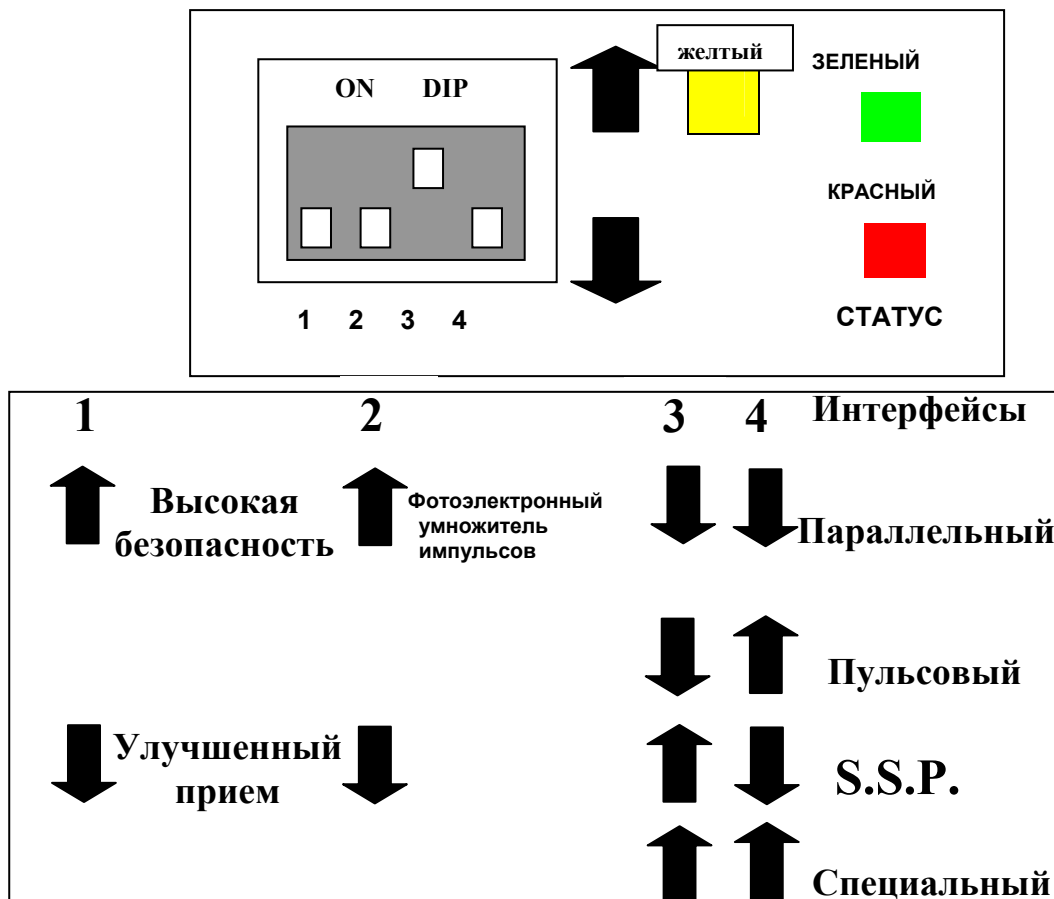 желтый
ЗЕЛЕНЫЙ
ON DIP
КРАСНЫЙ
1 2 3 4
СТАТУС
1 2 3 4 Интерфейсы
Высокая
безопасность
Фотоэлектронный
умножитель
импульсов
Параллельный
Пульсовый
Улучшенный
прием
S.S.P.
Специальный